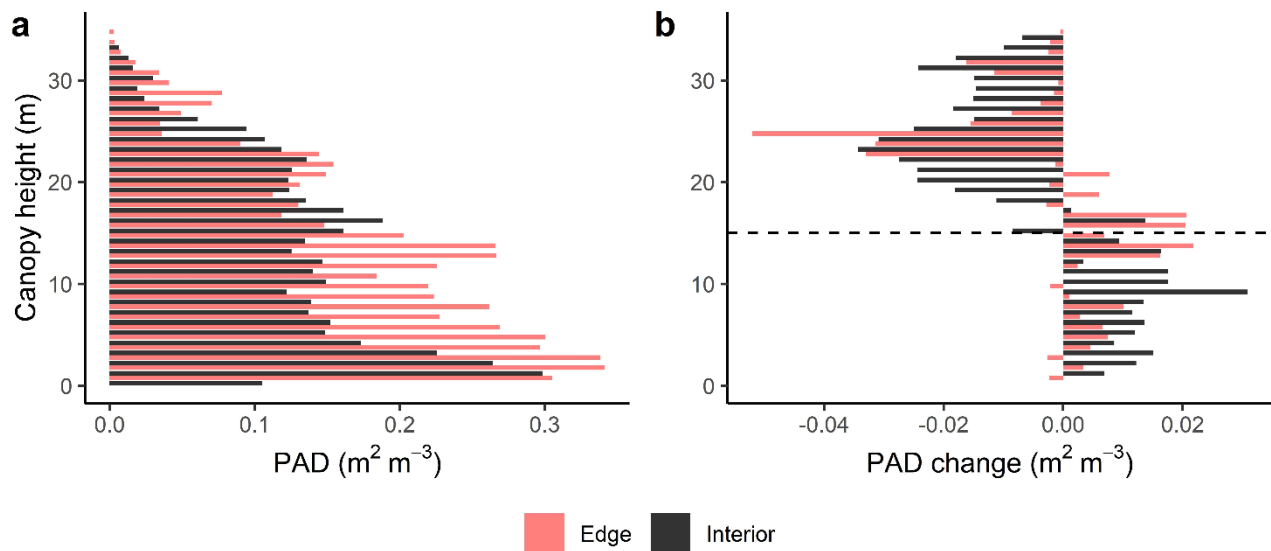 a
Canopy height (m)
30
20
10
0
0.0 0.1 0.2 0.3
PAD (m² m⁻³)
b
30
20
10
0
-0.04 -0.02 0.00 0.02
PAD change (m² m⁻³)
Edge Interior